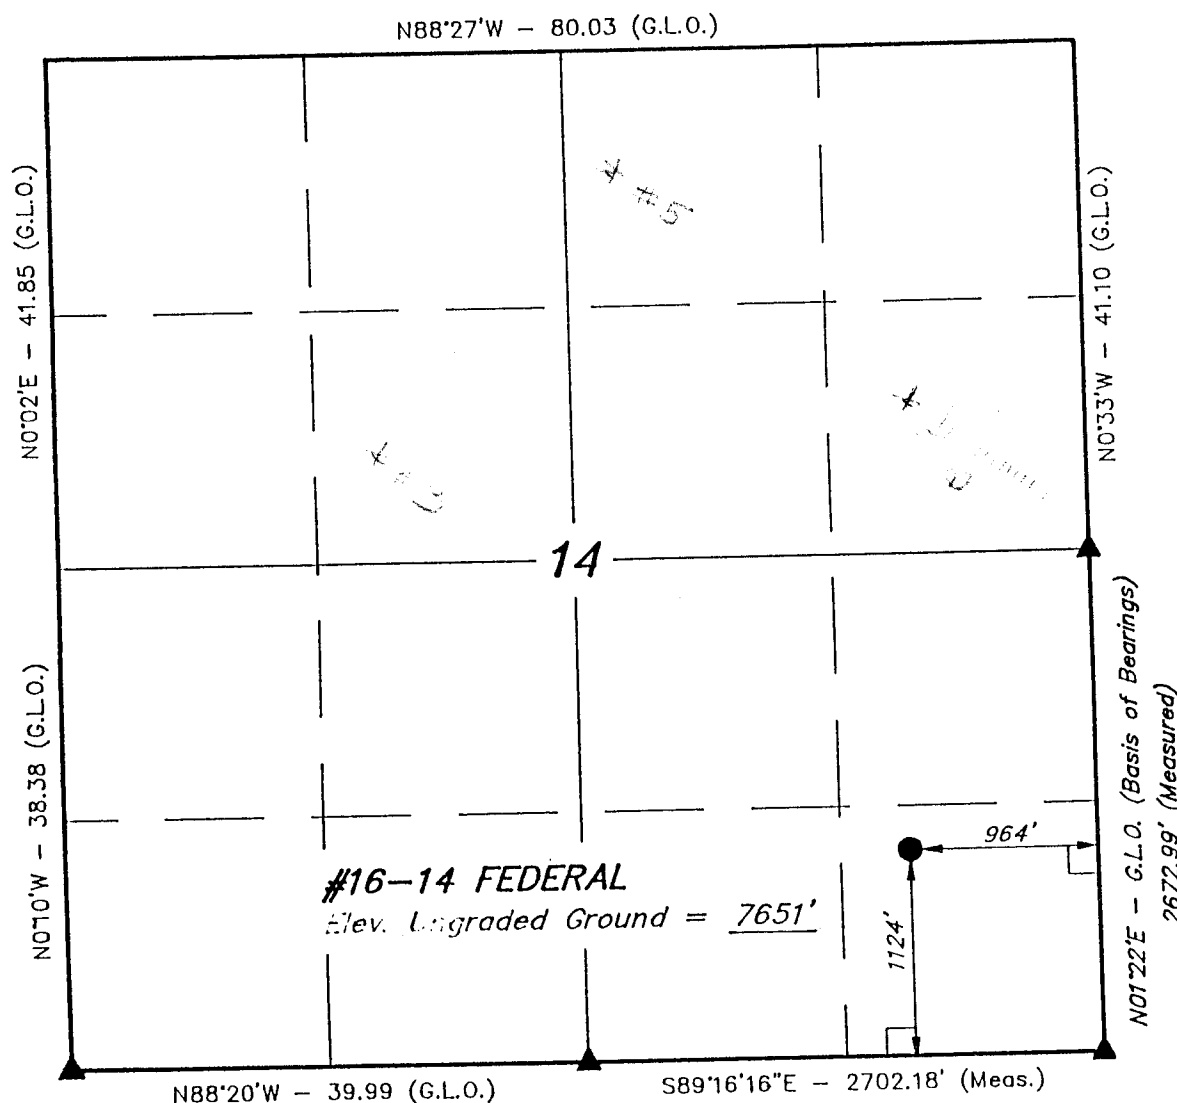 N88°27'W – 80.03 (G.L.O.)
N0°02'E – 41.85 (G.L.O.)
# 5
N0°33'W – 41.10 (G.L.O.)
14
N01°22'E – G.L.O. (Basis of Bearings)
2672.99' (Measured)
N0°10'W – 38.38 (G.L.O.)
964'
#16–14 FEDERAL
Elev. Ungraded Ground = 7651'
1124'
N88°20'W – 39.99 (G.L.O.)
S89°16'16"E – 2702.18' (Meas.)